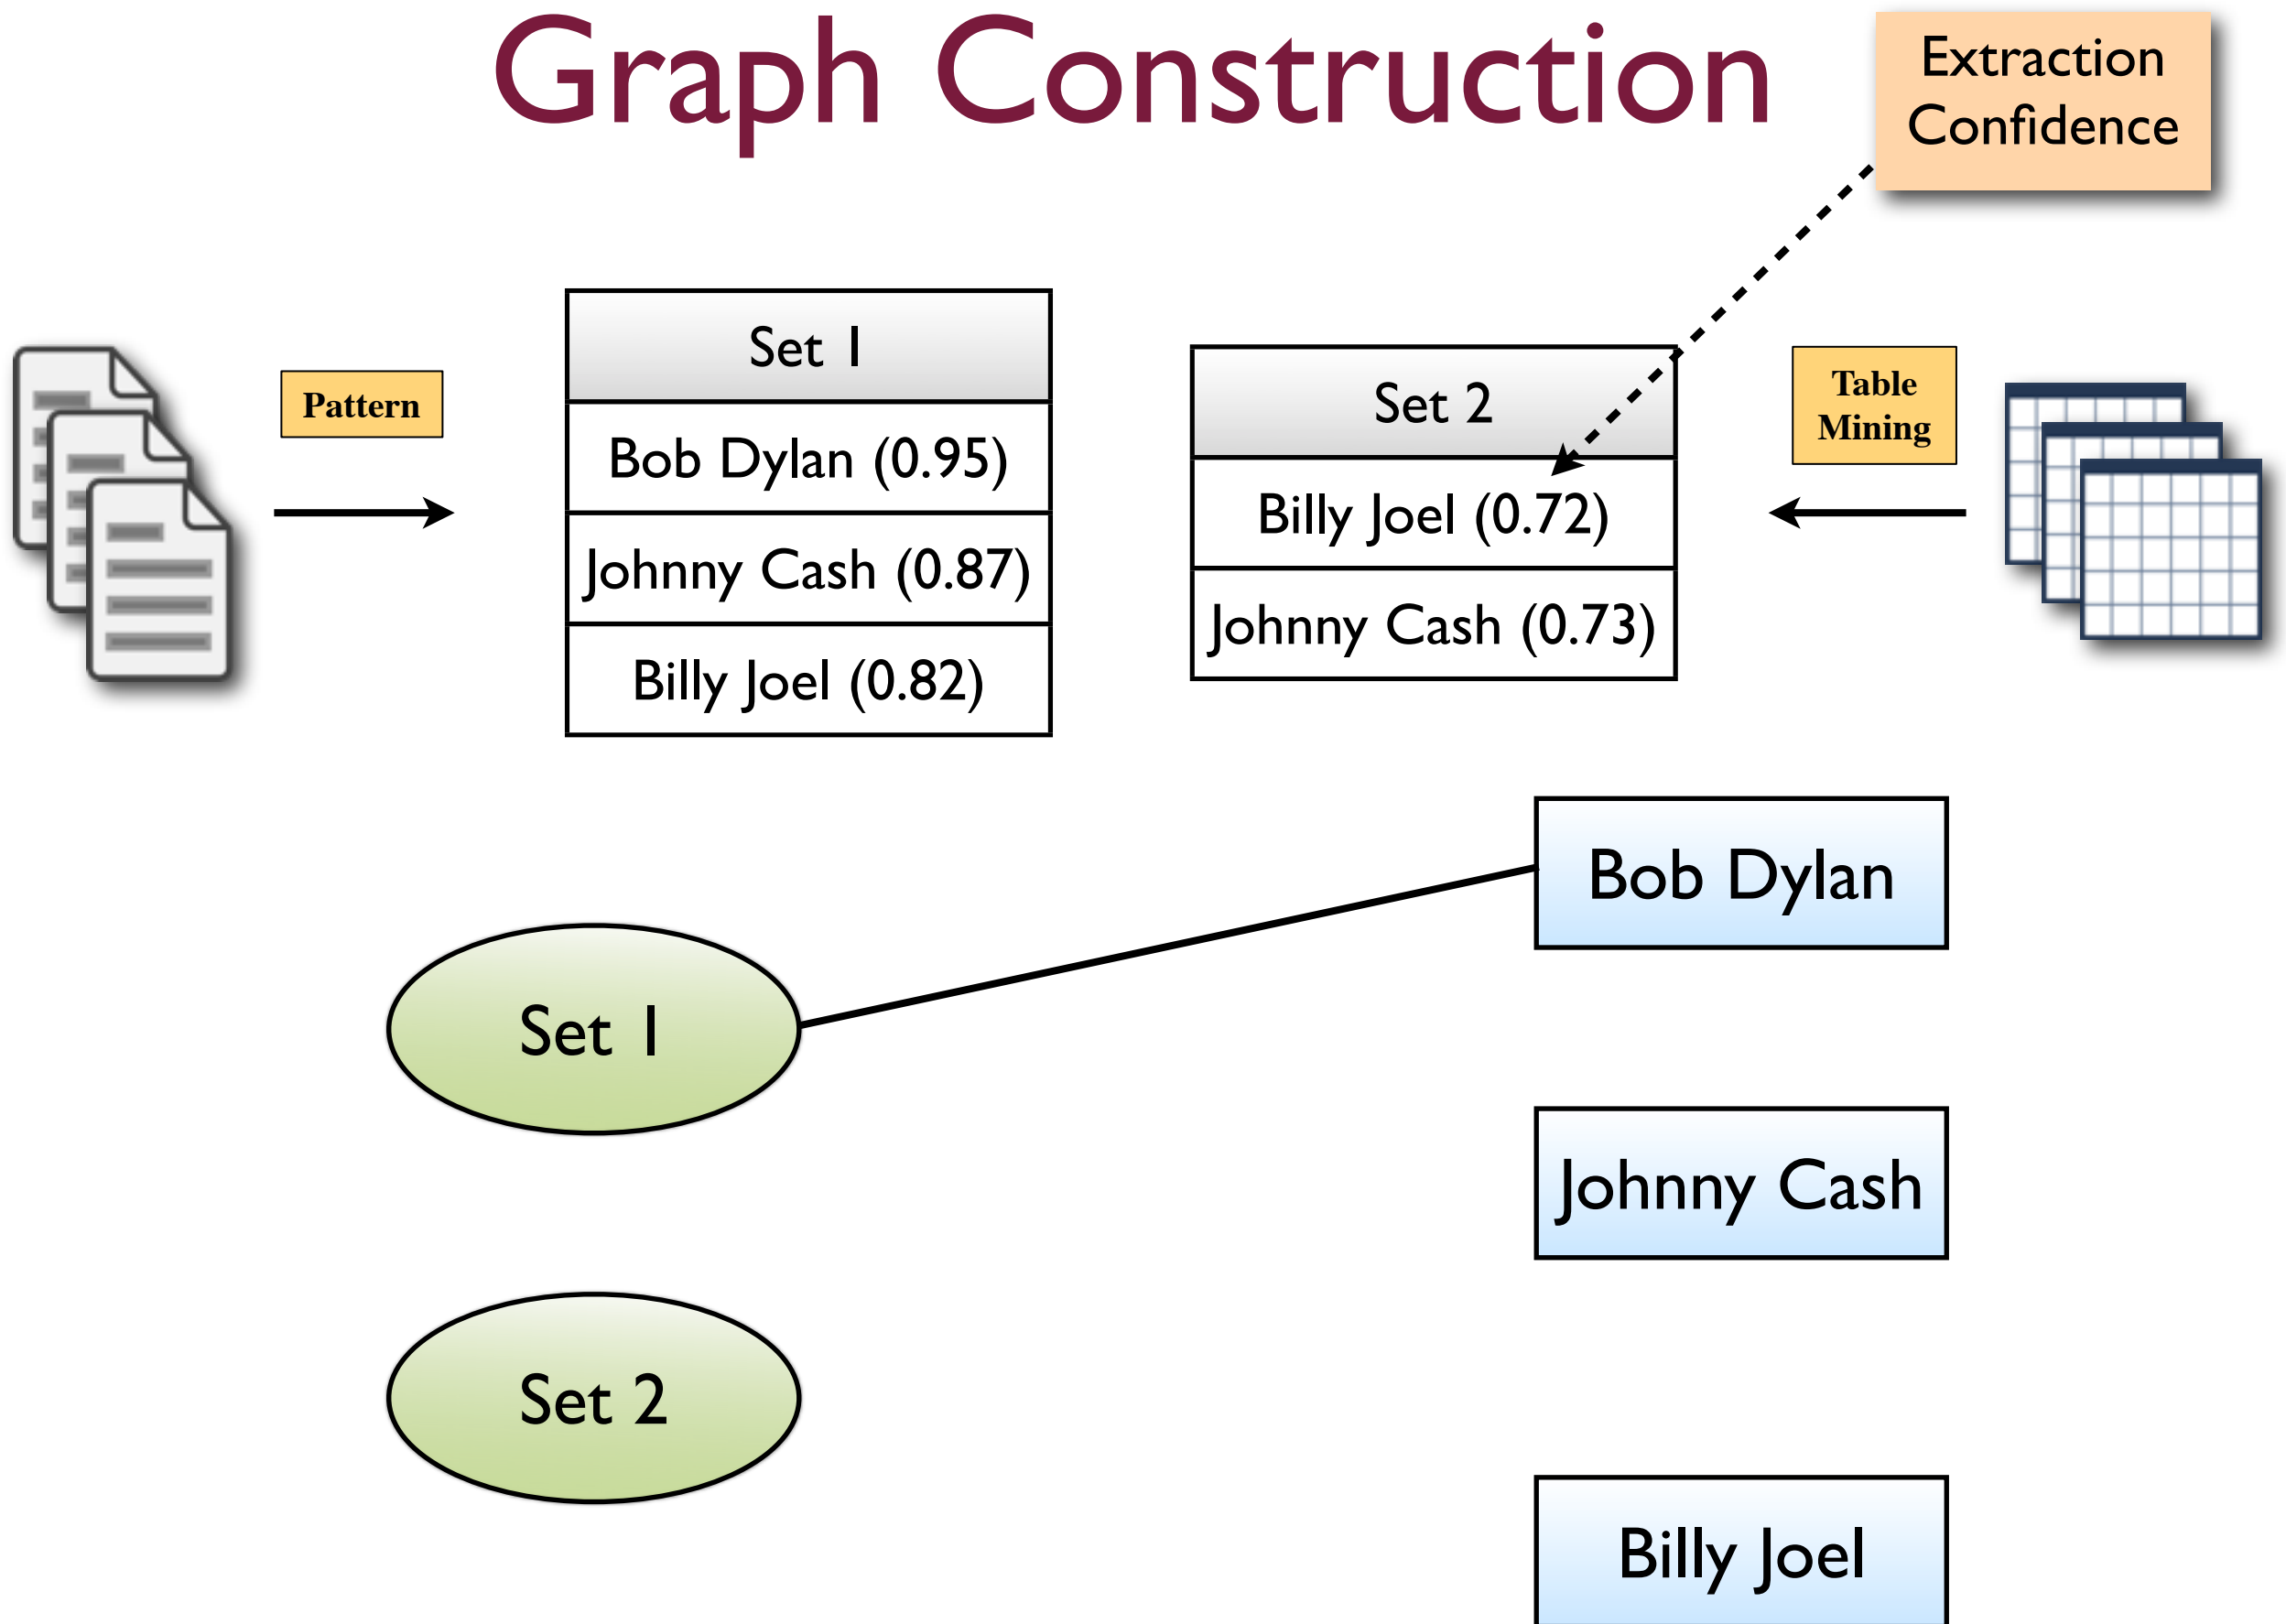 Graph Construction
Extraction
Confidence
Pattern
Set 1
Bob Dylan (0.95)
Johnny Cash (0.87)
Billy Joel (0.82)
Set 2
Billy Joel (0.72)
Johnny Cash (0.73)
Table
Mining
Bob Dylan
Set 1
Johnny Cash
Set 2
Billy Joel